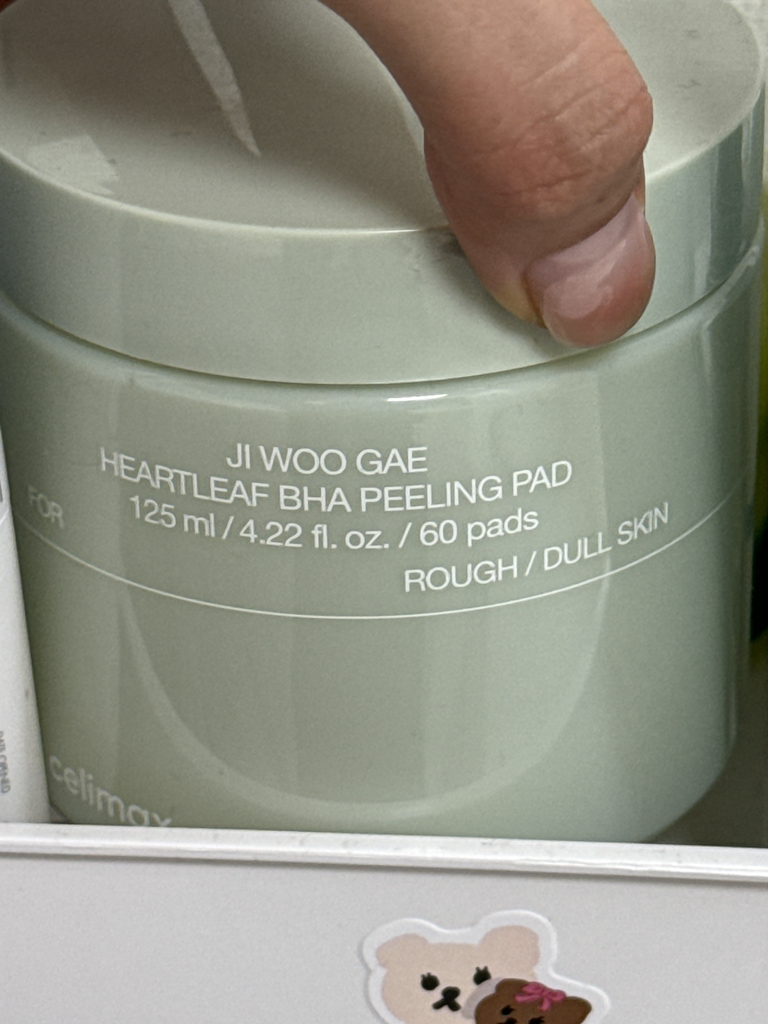 JI WOO GAE
HEARTLEAF BHA PEELING PAD
125 ml / 4.22 fl. oz. / 60 pads
FOR
ROUGH / DULL SKIN
celimax